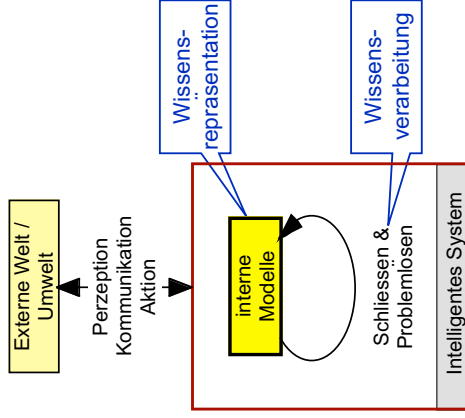 Externe Welt /
Umwelt
Perzeption
Kommunikation
Aktion
interne
Modelle
Schliessen &
Problemlösen
Intelligentes System
Wissens-
repräsentation
Wissens-
verarbeitung